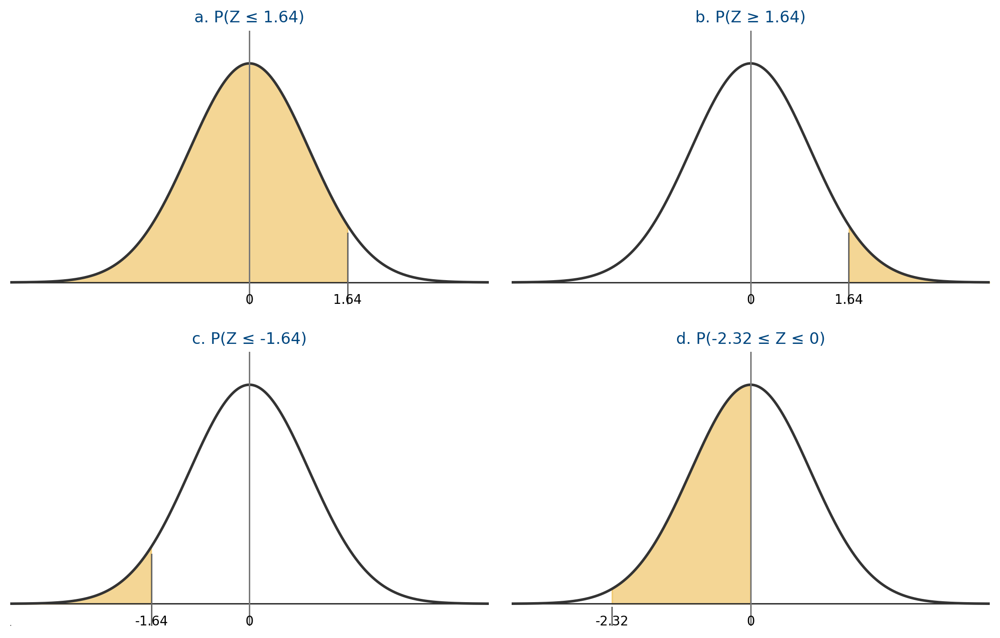 a. P(Z ≤ 1.64)
b. P(Z ≥ 1.64)
0
1.64
0
1.64
c. P(Z ≤ -1.64)
d. P(-2.32 ≤ Z ≤ 0)
-1.64
0
-2.32
0